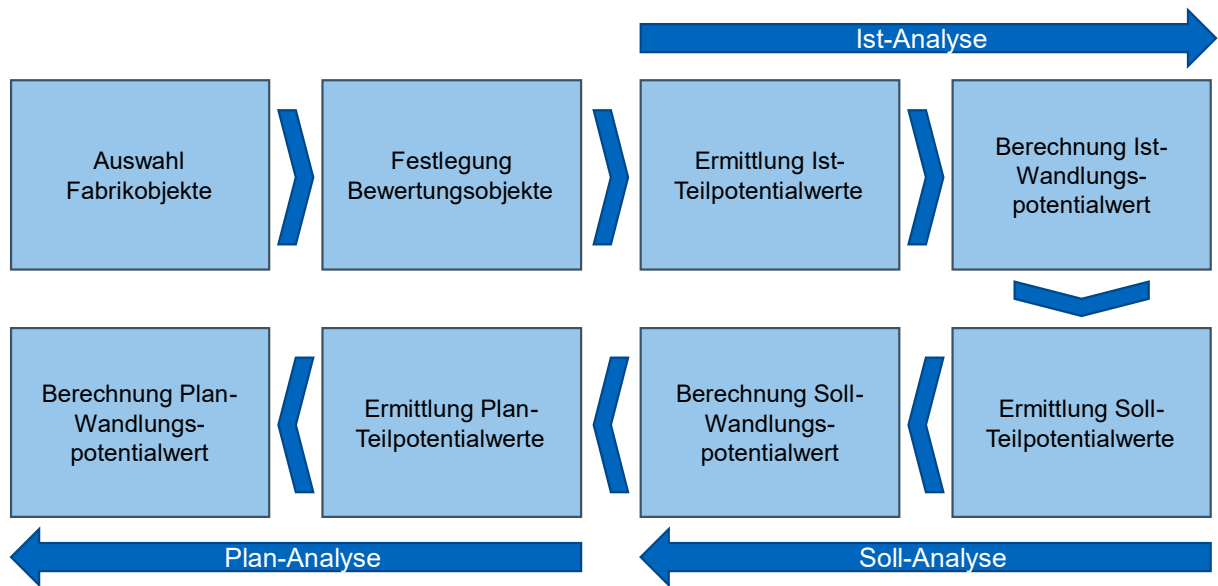 Ist-Analyse
Auswahl
Fabrikobjekte
Festlegung
Bewertungsobjekte
Ermittlung Ist-
Teilpotentialwerte
Berechnung Ist-
Wandlungs-
potentialwert
Berechnung Plan-
Wandlungs-
potentialwert
Ermittlung Plan-
Teilpotentialwerte
Berechnung Soll-
Wandlungs-
potentialwert
Ermittlung Soll-
Teilpotentialwerte
Plan-Analyse
Soll-Analyse